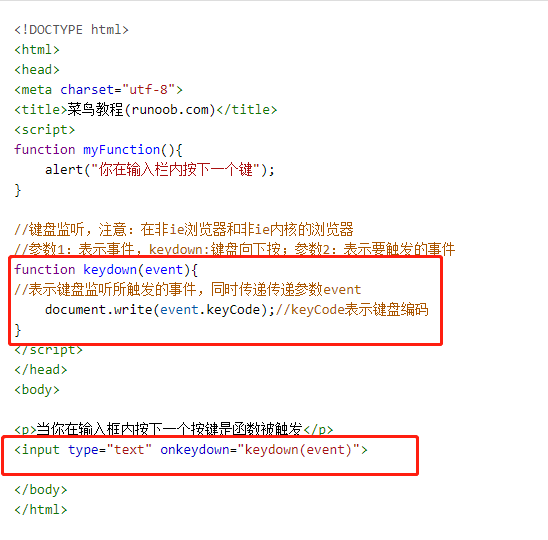 <!DOCTYPE html>
<html>
<head>
<meta charset="utf-8">
<title>菜鸟教程(runoob.com)</title>
<script>
function myFunction(){
    alert("你在输入栏内按下一个键");
}
//键盘监听，注意：在非ie浏览器和非ie内核的浏览器
//参数1：表示事件，keydown:键盘向下按；参数2：表示要触发的事件
function keydown(event){
//表示键盘监听所触发的事件，同时传递传递参数event
    document.write(event.keyCode);//keyCode表示键盘编码
}
</script>
</head>
<body>
<p>当你在输入框内按下一个按键是函数被触发</p>
<input type="text" onkeydown="keydown(event)">
</body>
</html>